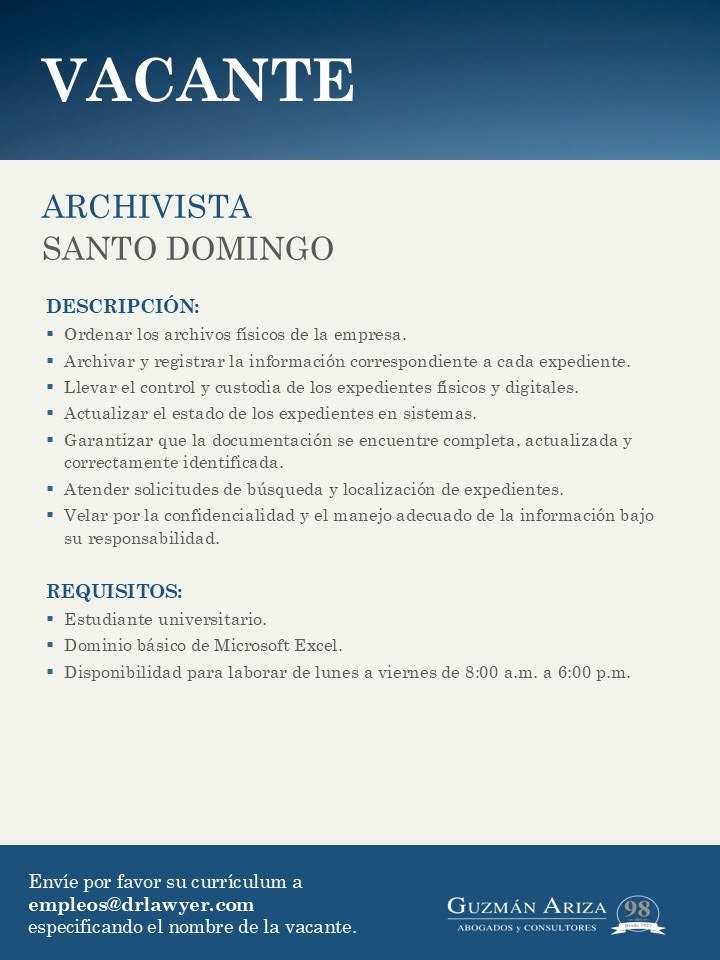 VACANTE
ARCHIVISTA
SANTO DOMINGO
DESCRIPCIÓN:
▪ Ordenar los archivos físicos de la empresa.
▪ Archivar y registrar la información correspondiente a cada expediente.
▪ Llevar el control y custodia de los expedientes físicos y digitales.
▪ Actualizar el estado de los expedientes en sistemas.
▪ Garantizar que la documentación se encuentre completa, actualizada y
correctamente identificada.
▪ Atender solicitudes de búsqueda y localización de expedientes.
▪ Velar por la confidencialidad y el manejo adecuado de la información bajo
su responsabilidad.
REQUISITOS:
▪ Estudiante universitario.
▪ Dominio básico de Microsoft Excel.
▪ Disponibilidad para laborar de lunes a viernes de 8:00 a.m. a 6:00 p.m.
Envíe por favor su currículum a
empleos@drlawyer.com
especificando el nombre de la vacante.
GUZMÁN ARIZA
ABOGADOS y CONSULTORES
98
Desde 1927